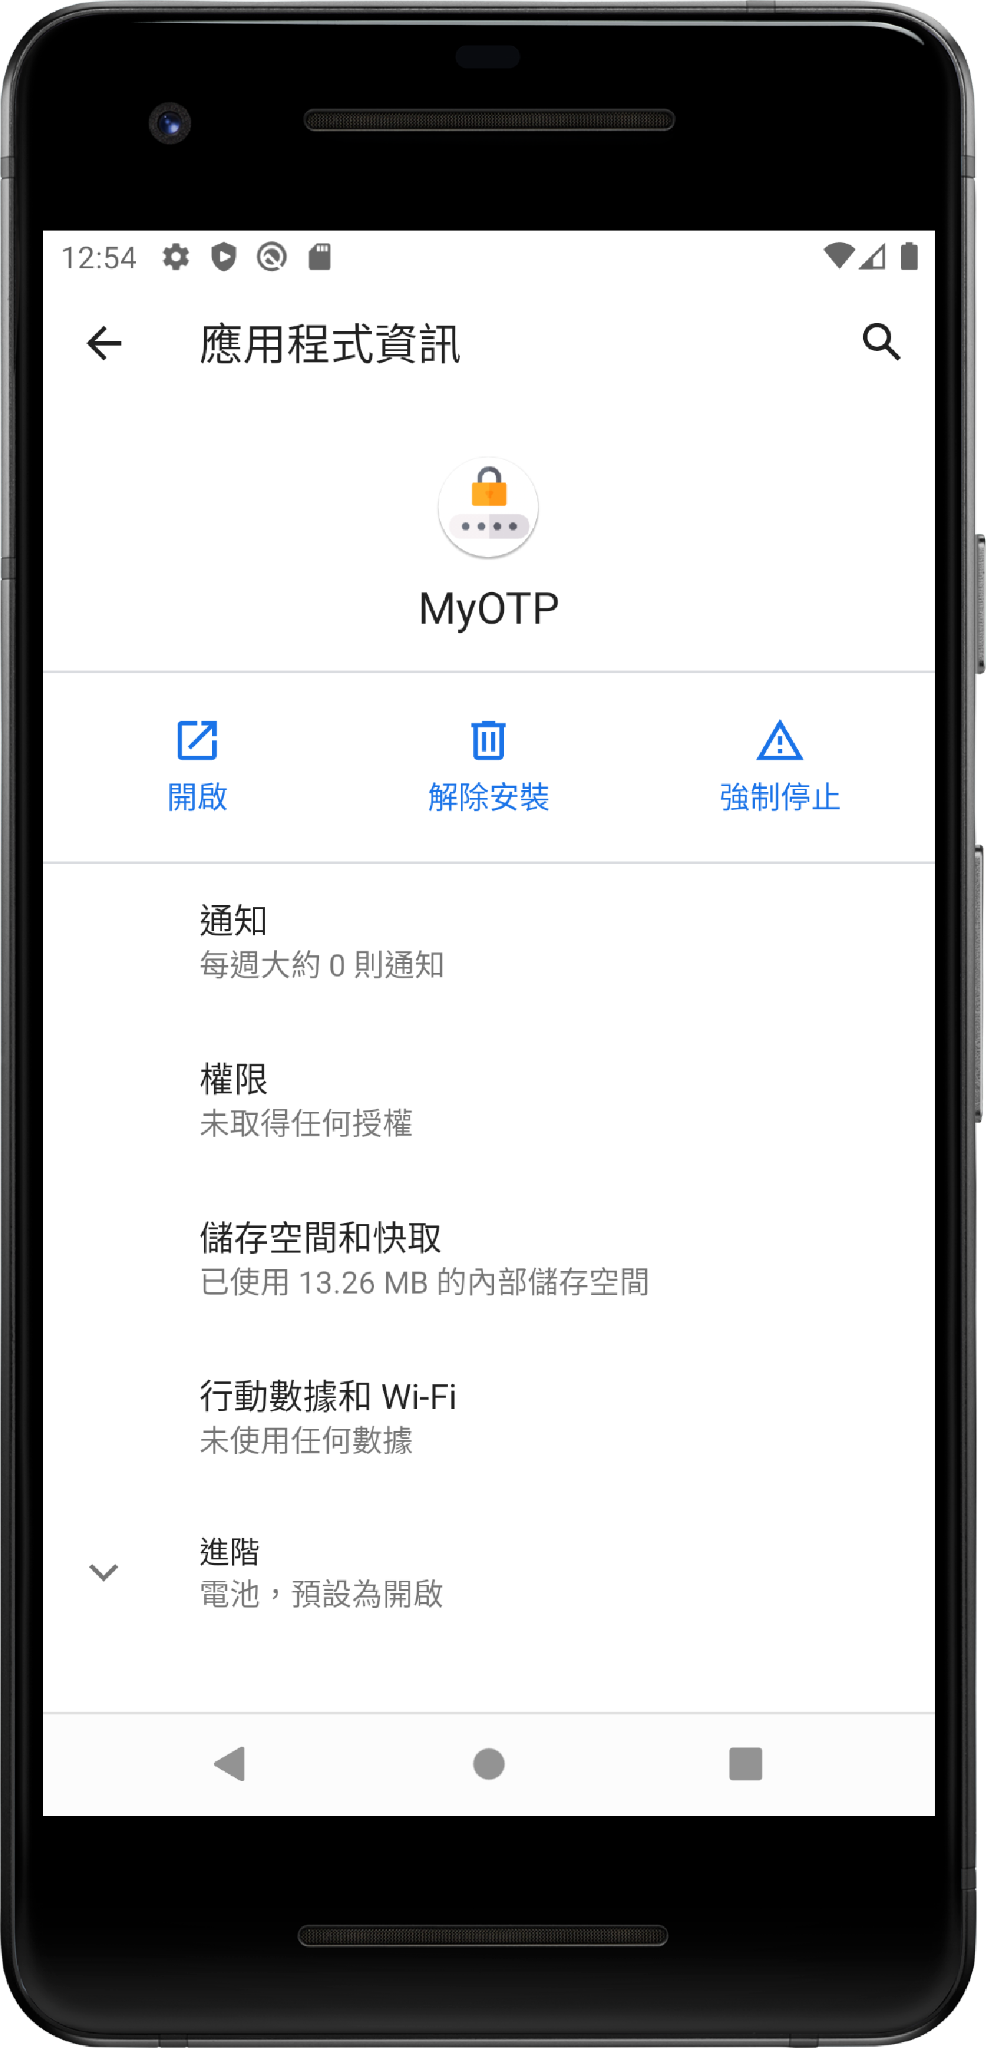 12:54
應用程式資訊
MyOTP
開啟
解除安裝
強制停止
通知
每週大約 0 則通知
權限
未取得任何授權
儲存空間和快取
已使用 13.26 MB 的內部儲存空間
行動數據和 Wi-Fi
未使用任何數據
進階
電池，預設為開啟